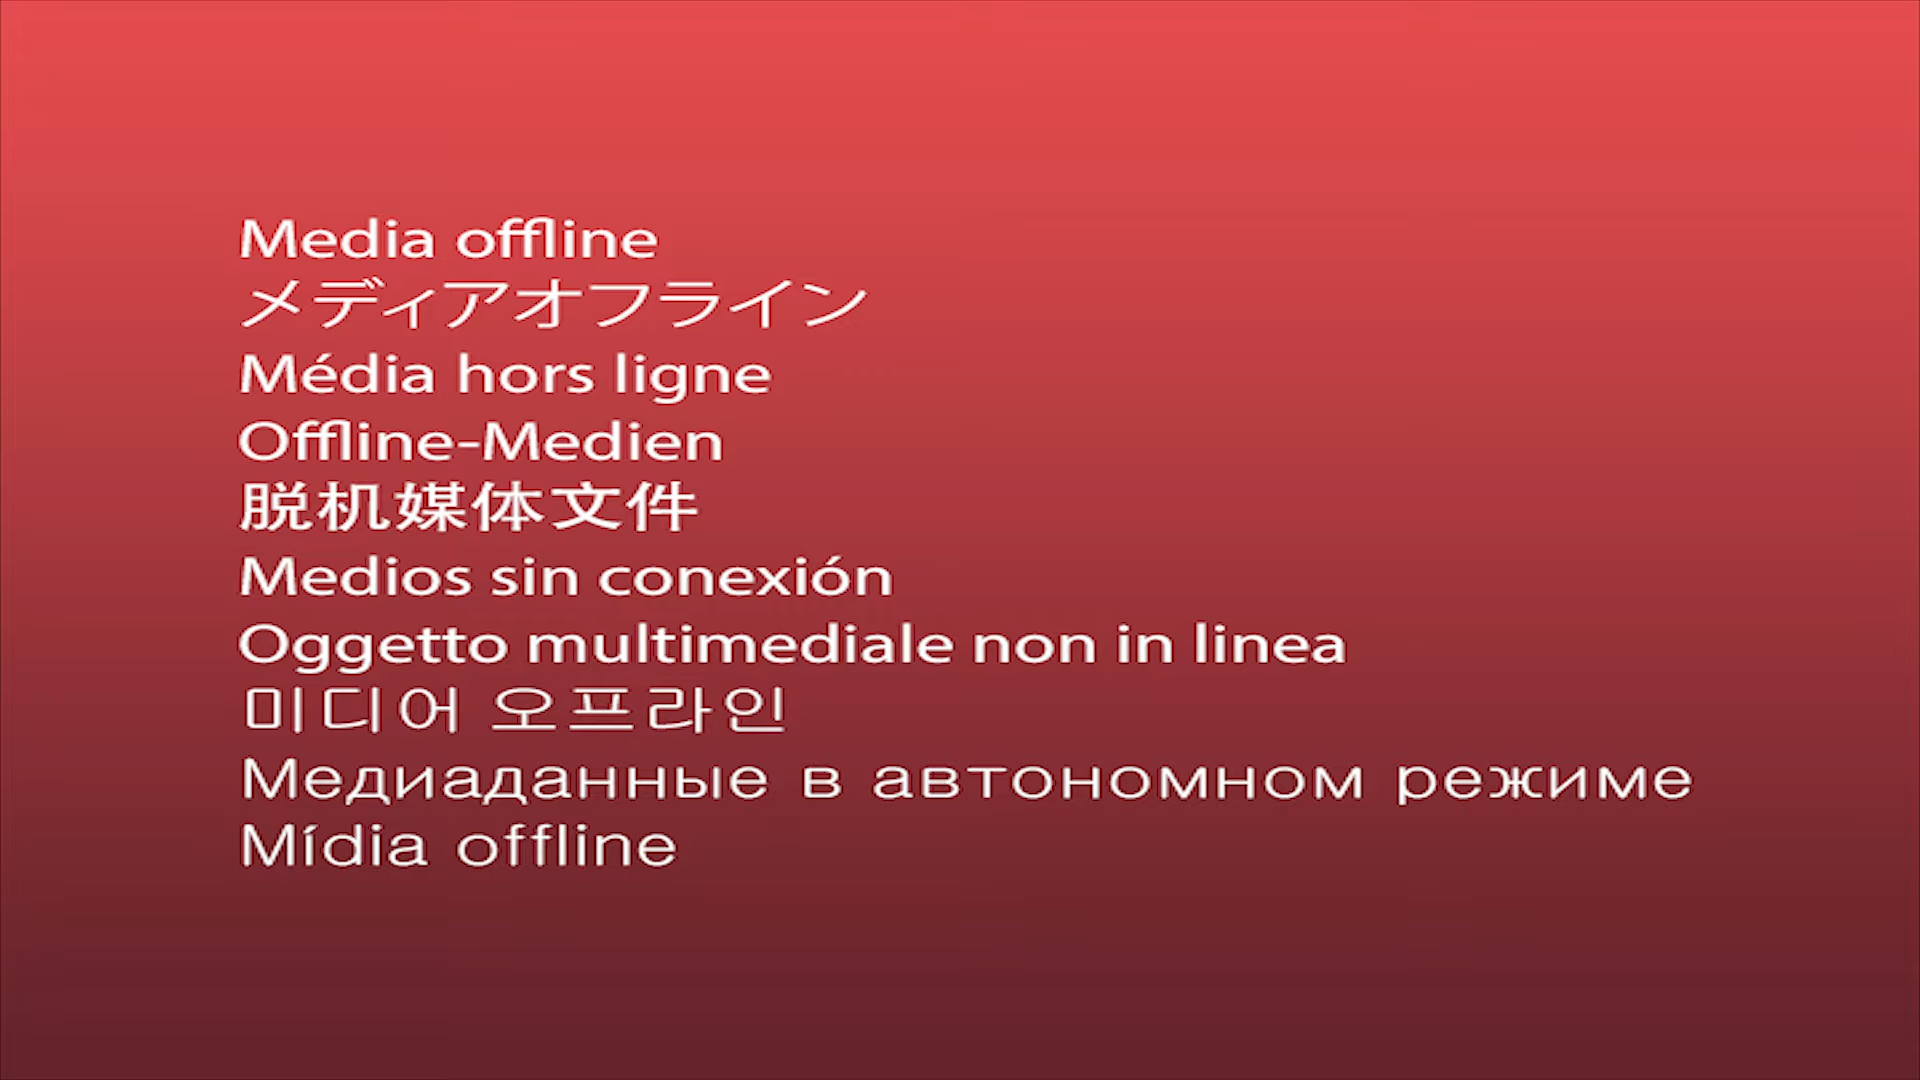 Media offline
メディアオフライン
Média hors ligne
Offline-Medien
脱机媒体文件
Medios sin conexión
Oggetto multimediale non in linea
미디어 오프라인
Медиаданные в автономном режиме
Mídia offline